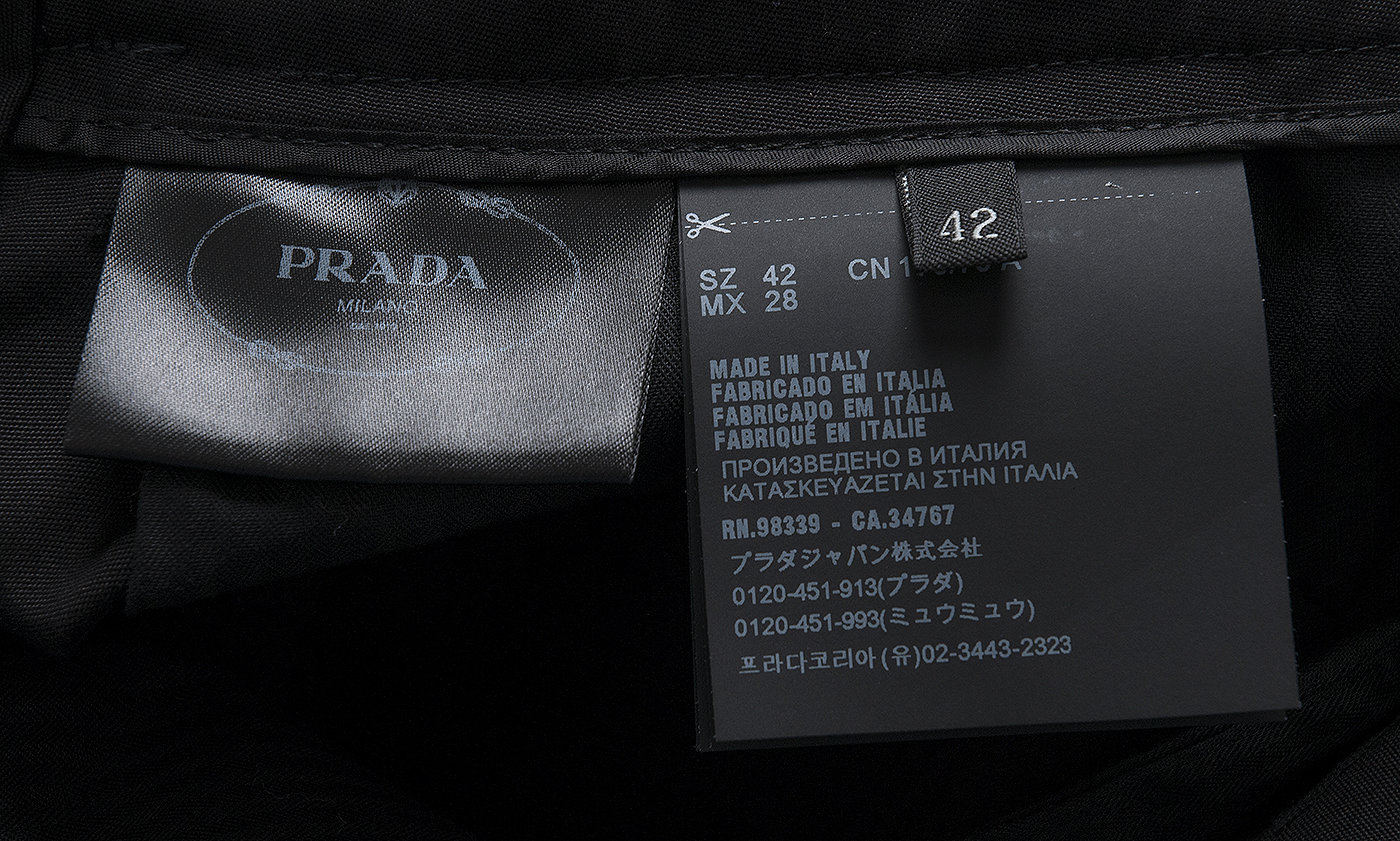 PRADA
MILANO
42
SZ 42 CN
MX 28
MADE IN ITALY
FABRICADO EN ITALIA
FABRICADO EM ITÁLIA
FABRIQUÉ EN ITALIE
ПРОИЗВЕДЕНО В ИТАЛИЯ
ΚΑΤΑΣΚΕΥΑΖΕΤΑΙ ΣΤΗΝ ΙΤΑΛΙΑ
RN.98339 - CA.34767
プラダジャパン株式会社
0120-451-913(プラダ)
0120-451-993(ミュウミュウ)
프라다코리아(유)02-3443-2323